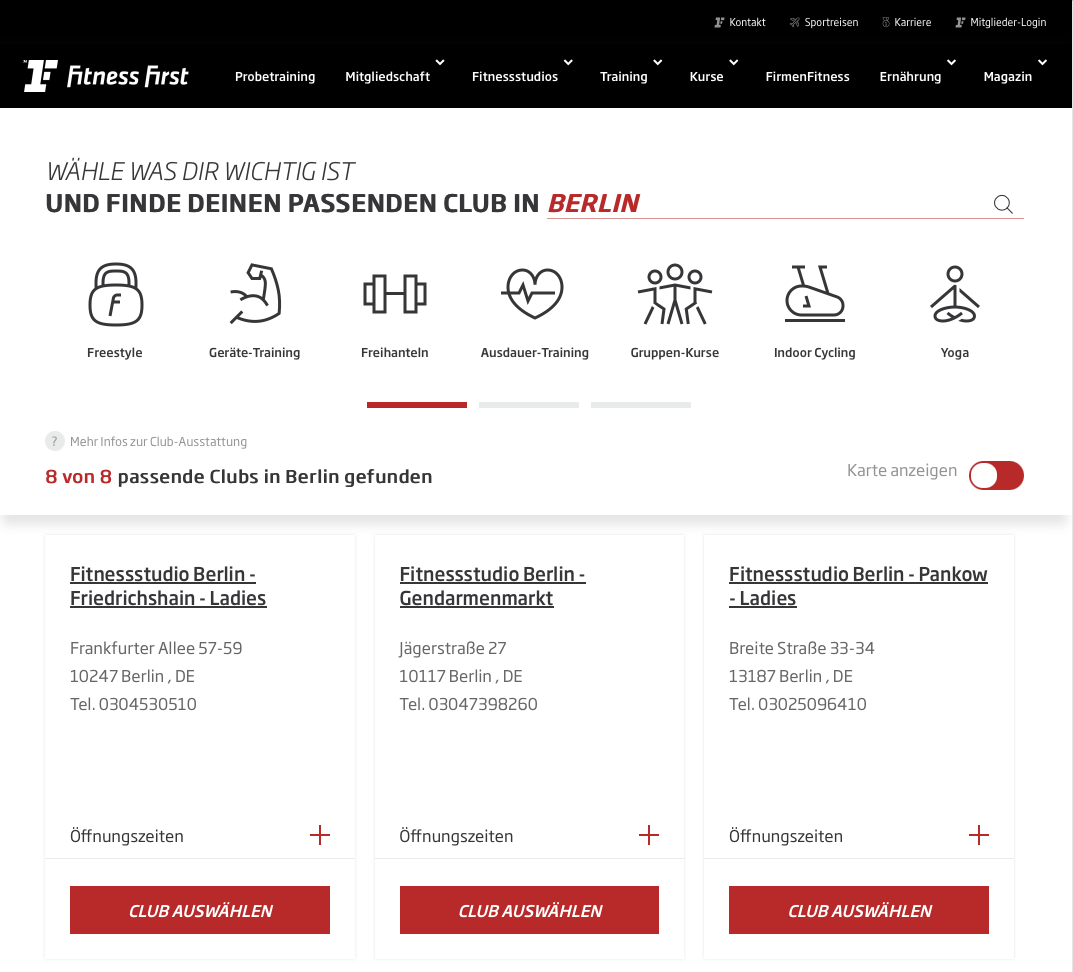 Kontakt Sportreisen Karriere Mitglieder-Login
Fitness First
Probetraining Mitgliedschaft Fitnessstudios Training Kurse FirmenFitness Ernährung Magazin
WÄHLE WAS DIR WICHTIG IST
UND FINDE DEINEN PASSENDEN CLUB IN BERLIN
Freestyle Geräte-Training Freihanteln Ausdauer-Training Gruppen-Kurse Indoor Cycling Yoga
? Mehr Infos zur Club-Ausstattung
8 von 8 passende Clubs in Berlin gefunden
Karte anzeigen
Fitnessstudio Berlin -
Friedrichshain - Ladies
Frankfurter Allee 57-59
10247 Berlin , DE
Tel. 0304530510
Öffnungszeiten
CLUB AUSWÄHLEN
Fitnessstudio Berlin -
Gendarmenmarkt
Jägerstraße 27
10117 Berlin , DE
Tel. 03047398260
Öffnungszeiten
CLUB AUSWÄHLEN
Fitnessstudio Berlin - Pankow
- Ladies
Breite Straße 33-34
13187 Berlin , DE
Tel. 03025096410
Öffnungszeiten
CLUB AUSWÄHLEN